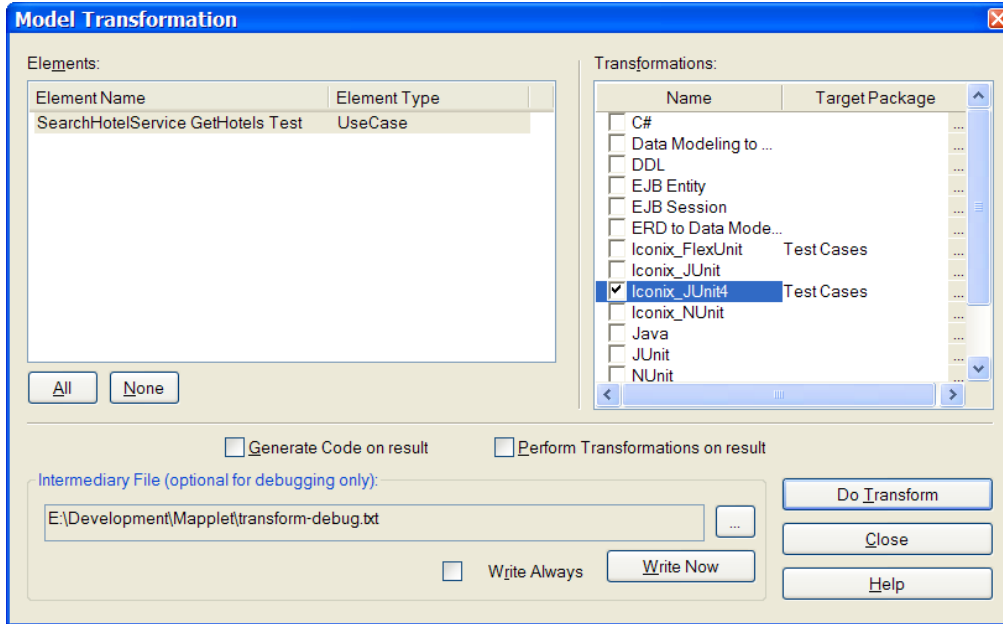 Model Transformation
Elements:
Element Name Element Type
SearchHotelService GetHotels Test UseCase
All None
Transformations:
Name Target Package
C# ...
Data Modeling to ... ...
DDL ...
EJB Entity ...
EJB Session ...
ERD to Data Mode... ...
Iconix_FlexUnit Test Cases ...
Iconix_JUnit ...
Iconix_JUnit4 Test Cases ...
Iconix_NUnit ...
Java ...
JUnit ...
NUnit ...
Generate Code on result Perform Transformations on result
Intermediary File (optional for debugging only):
E:\Development\Mapplet\transform-debug.txt ...
Write Always Write Now
Do Transform
Close
Help